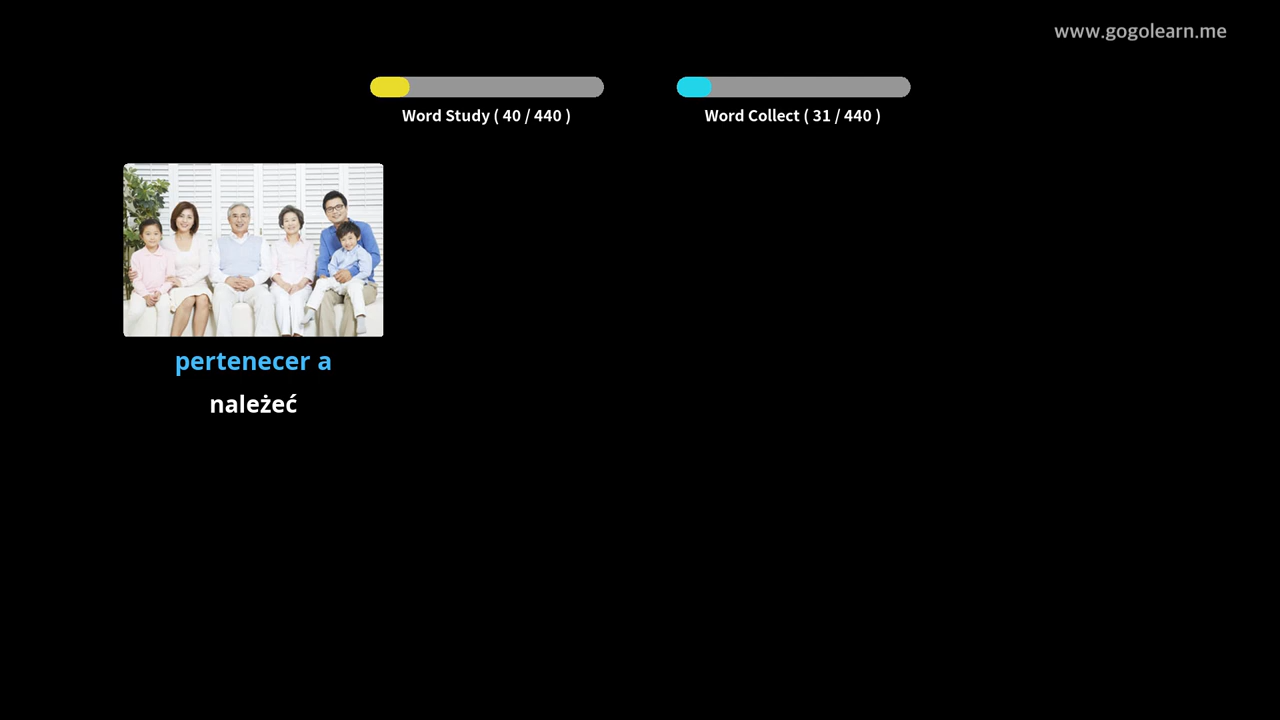 www.gogolearn.me
Word Study ( 40 / 440 )
Word Collect ( 31 / 440 )
pertenecer a
należeć